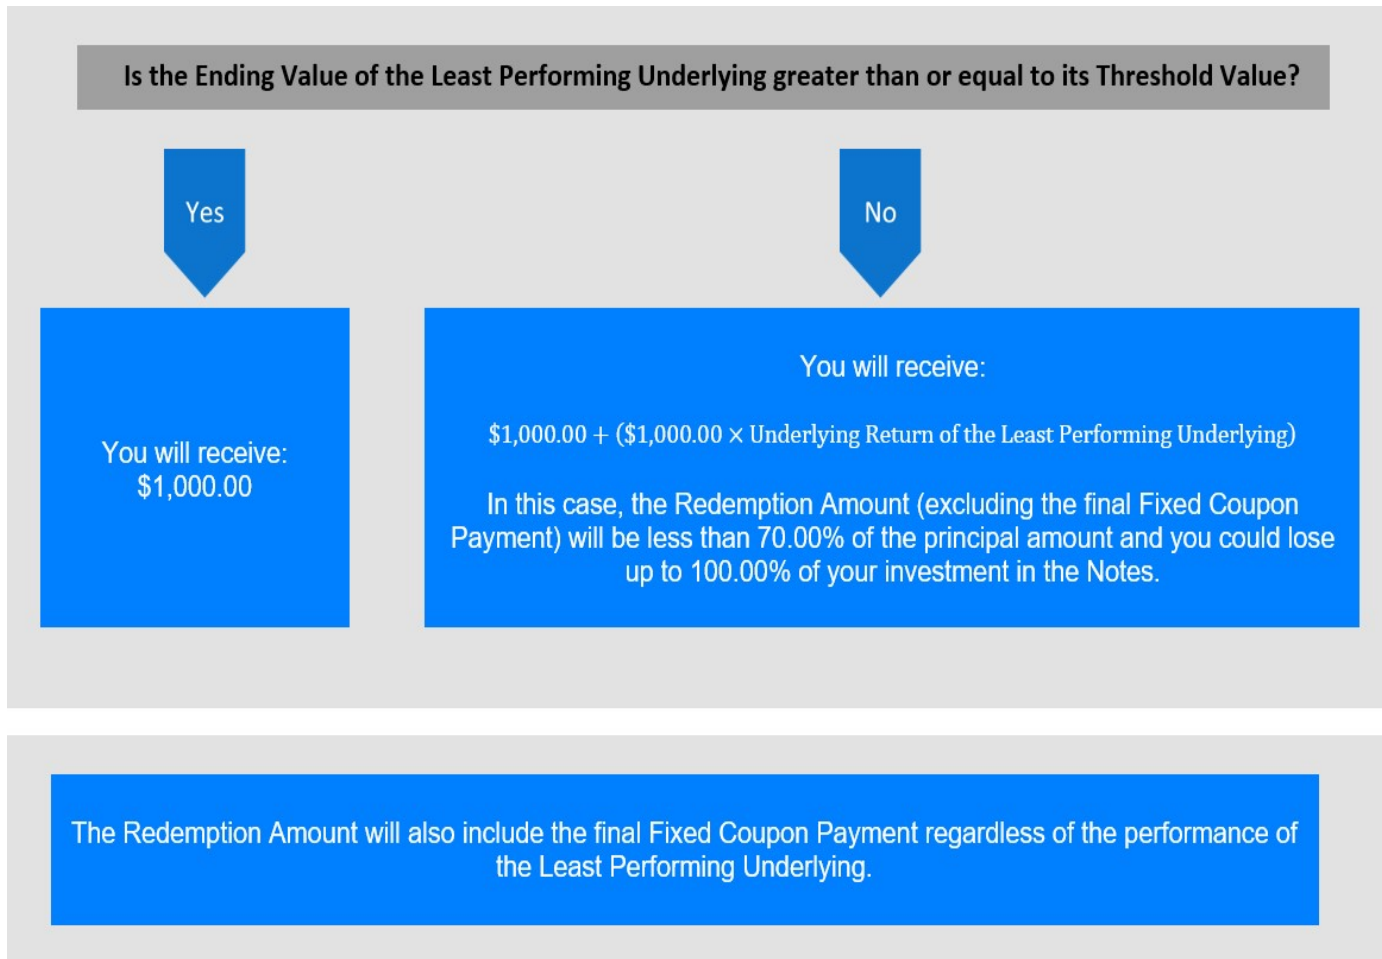 Is the Ending Value of the Least Performing Underlying greater than or equal to its Threshold Value?
Yes
No
You will receive:
$1,000.00
You will receive:
$1,000.00 + ($1,000.00 × Underlying Return of the Least Performing Underlying)
In this case, the Redemption Amount (excluding the final Fixed Coupon
Payment) will be less than 70.00% of the principal amount and you could lose
up to 100.00% of your investment in the Notes.
The Redemption Amount will also include the final Fixed Coupon Payment regardless of the performance of
the Least Performing Underlying.